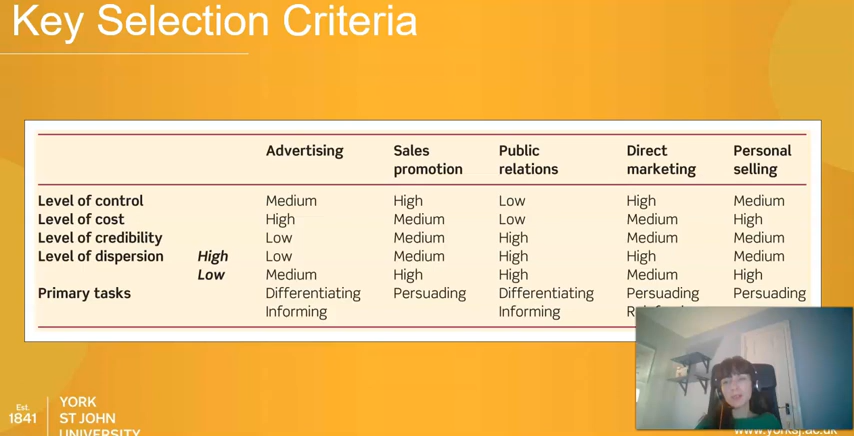 Key Selection Criteria
Advertising Sales promotion Public relations Direct marketing Personal selling
Level of control Medium High Low High Medium
Level of cost High Medium Low Medium High
Level of credibility Low Medium High Medium Medium
Level of dispersion High Low Medium High High Medium
Low Medium High High Medium High
Primary tasks Differentiating Persuading Differentiating Persuading Persuading
Informing Informing
Est.
1841
YORK
ST JOHN
UNIVERSITY
www.yorksj.ac.uk